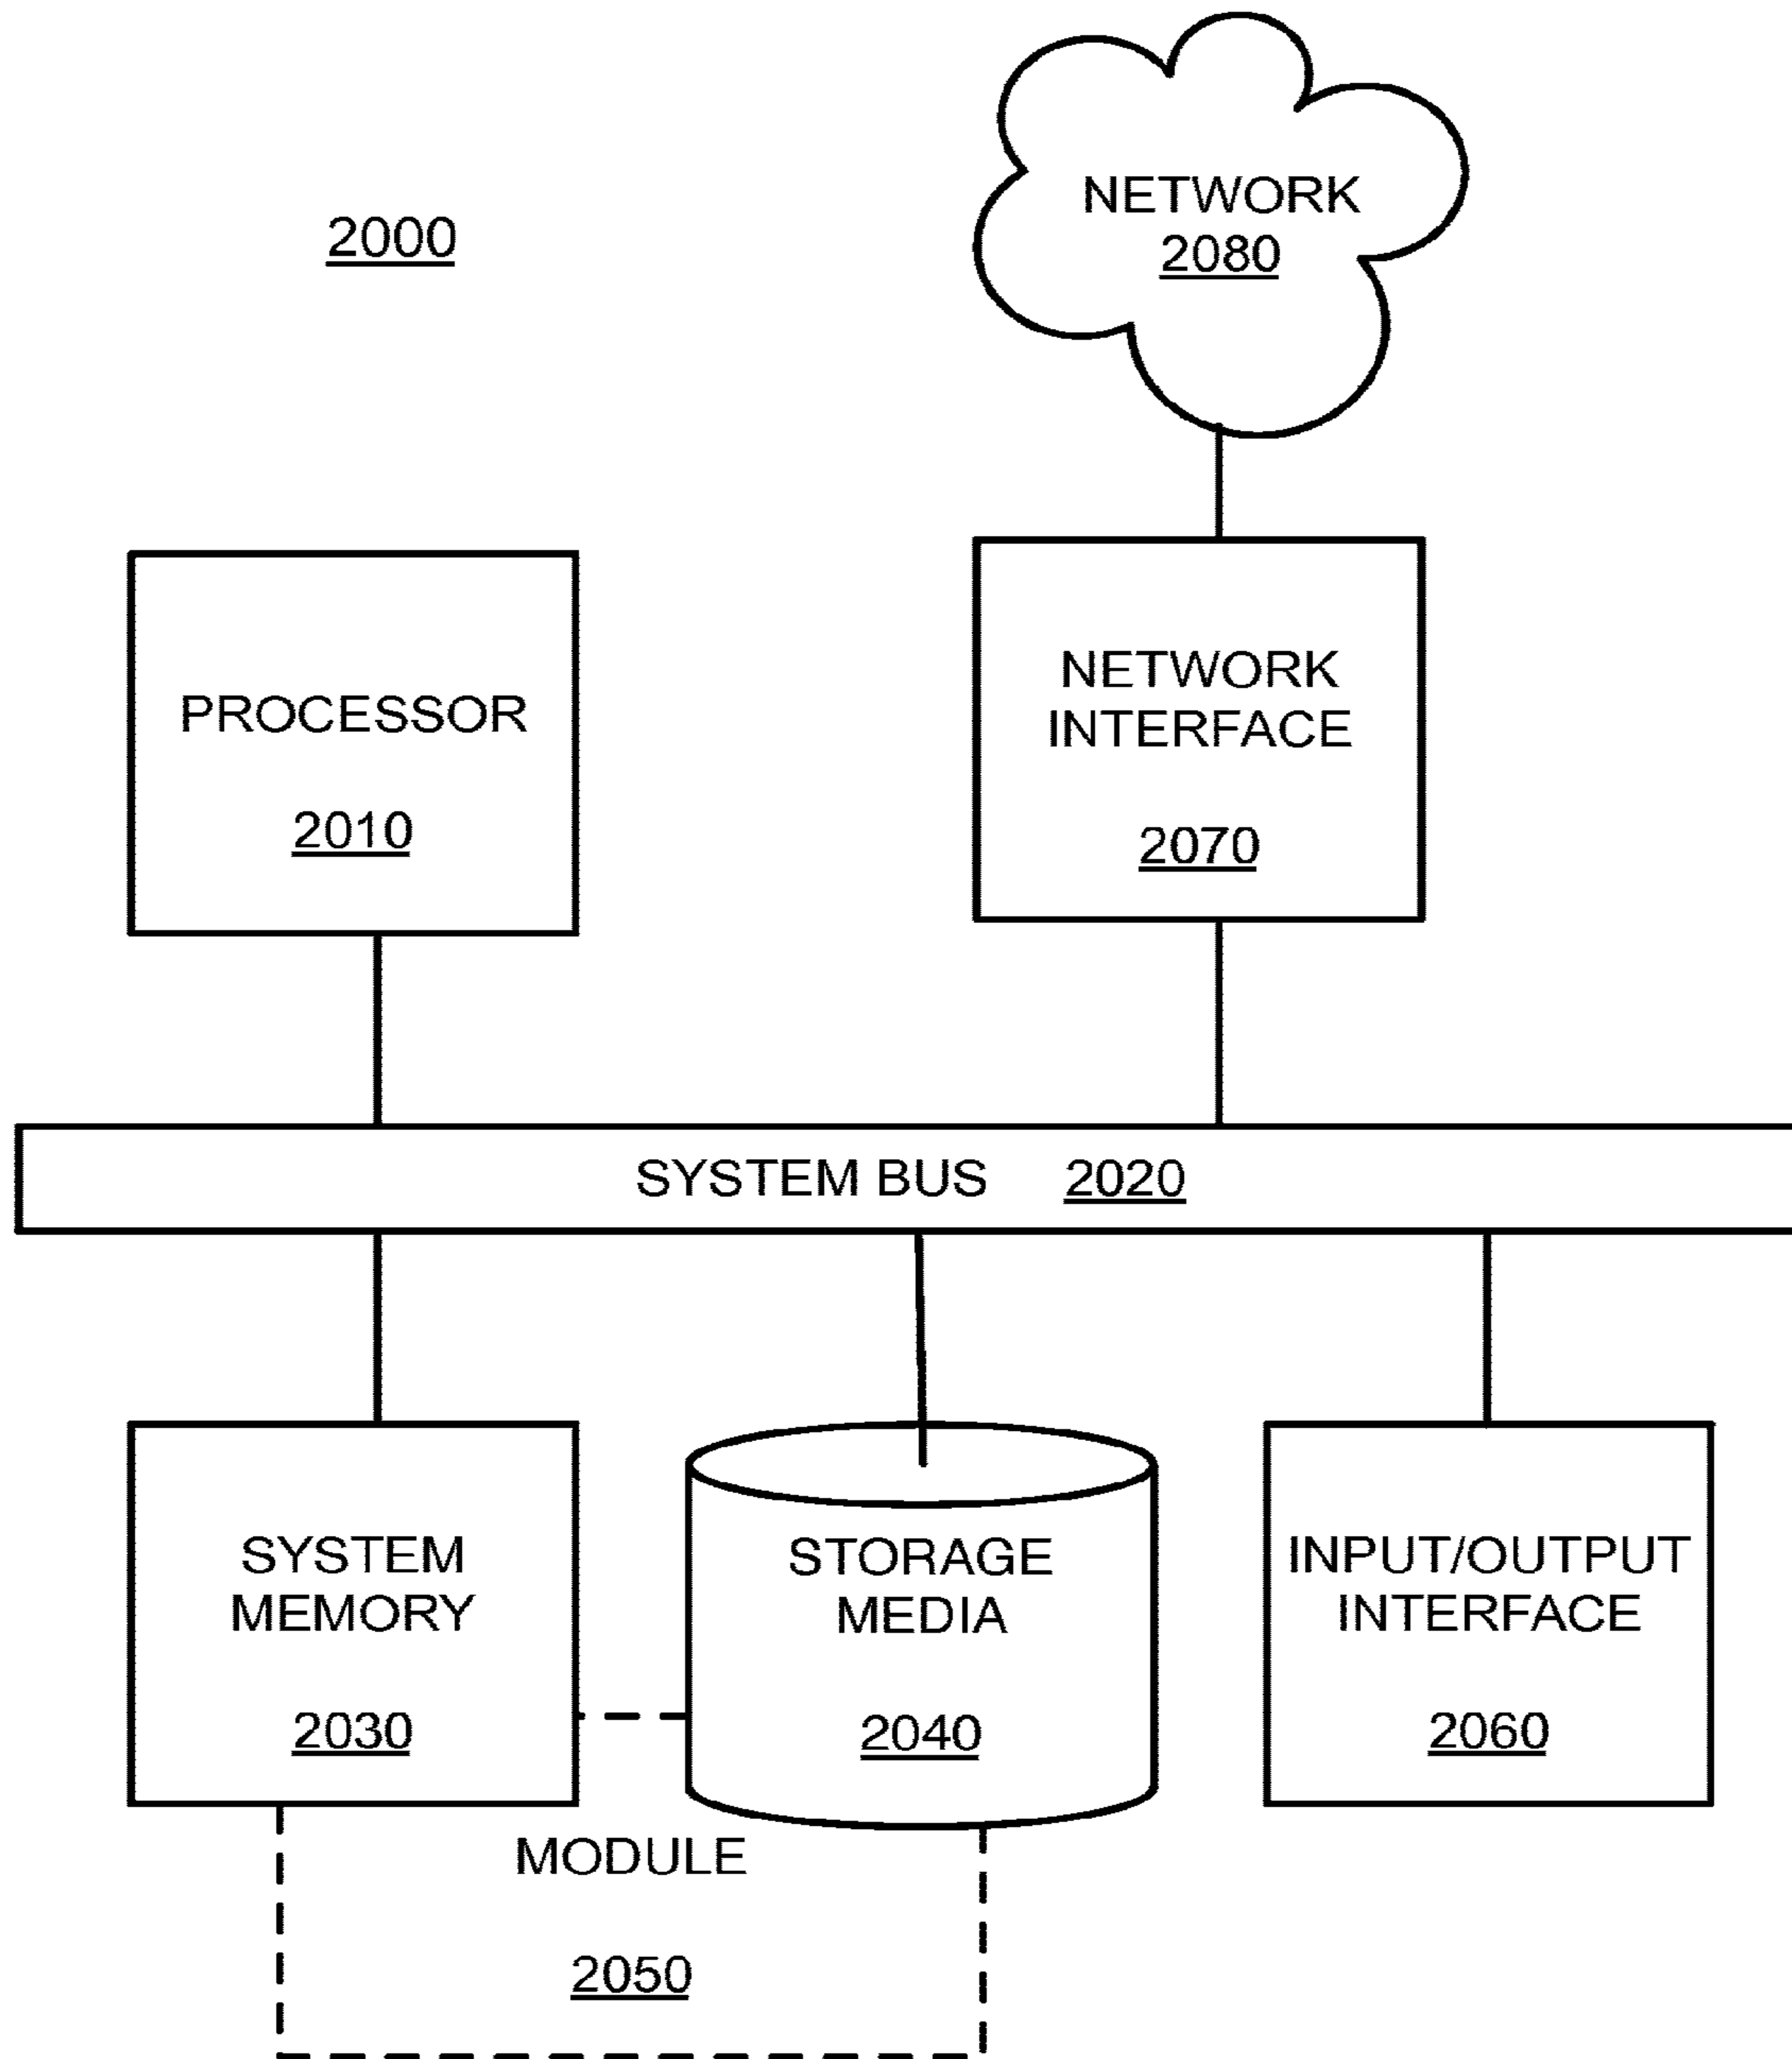 NETWORK
2080
2000
PROCESSOR
2010
NETWORK
INTERFACE
2070
SYSTEM BUS 2020
SYSTEM
MEMORY
2030
STORAGE
MEDIA
2040
INPUT/OUTPUT
INTERFACE
2060
MODULE
2050